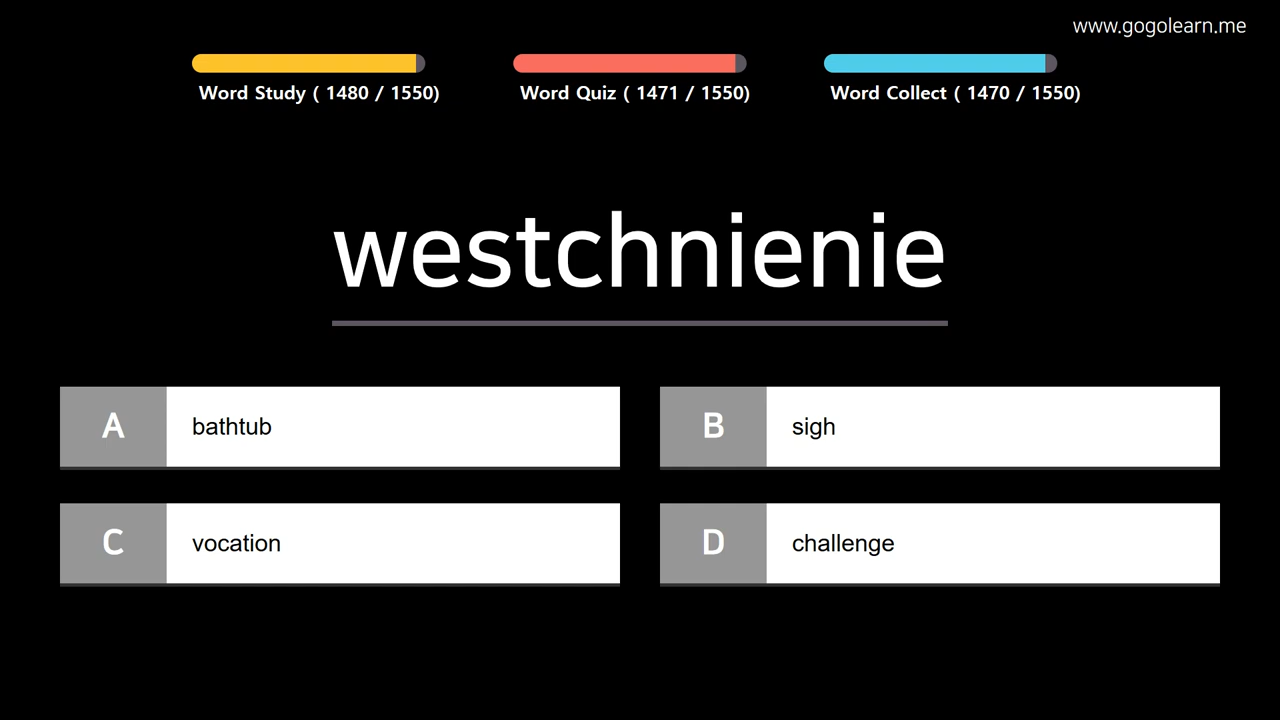 www.gogolearn.me
Word Study ( 1480 / 1550)
Word Quiz ( 1471 / 1550)
Word Collect ( 1470 / 1550)
westchnienie
A bathtub
B sigh
C vocation
D challenge